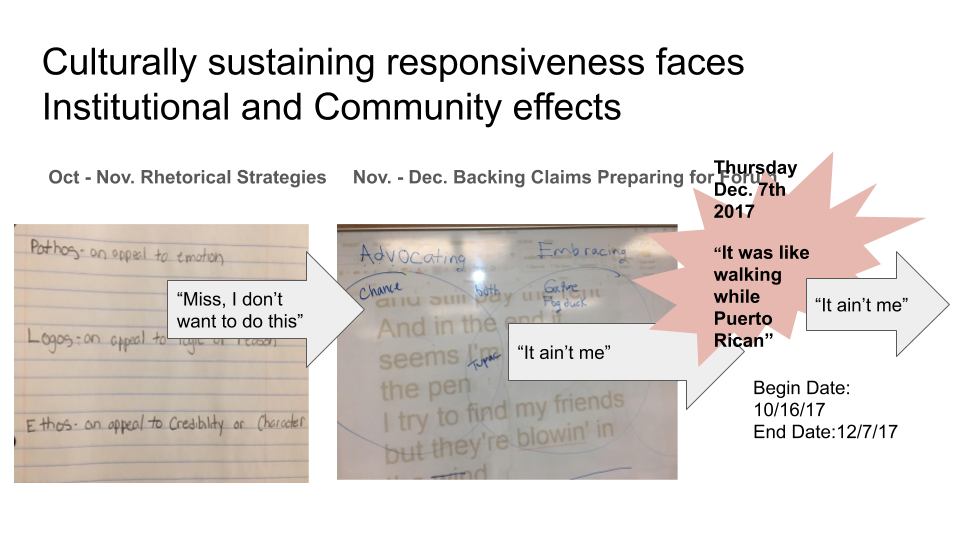 Culturally sustaining responsiveness faces
Institutional and Community effects
Oct - Nov. Rhetorical Strategies
Nov. - Dec. Backing Claims Preparing for Forum
Thursday
Dec. 7th
2017
“It was like
walking
while
Puerto
Rican”
Pathos- an appeal to emotion
“Miss, I don’t
want to do this”
Logos- an appeal to logic or reason
Ethos- an appeal to Credibility or Character
Advocating Embracing
Chance both
and still
And in the end it
seems I'm
Tupac
the pen
I try to find my friends
but they're blowin' in
wind
“It ain’t me”
“It ain’t me”
Begin Date:
10/16/17
End Date:12/7/17